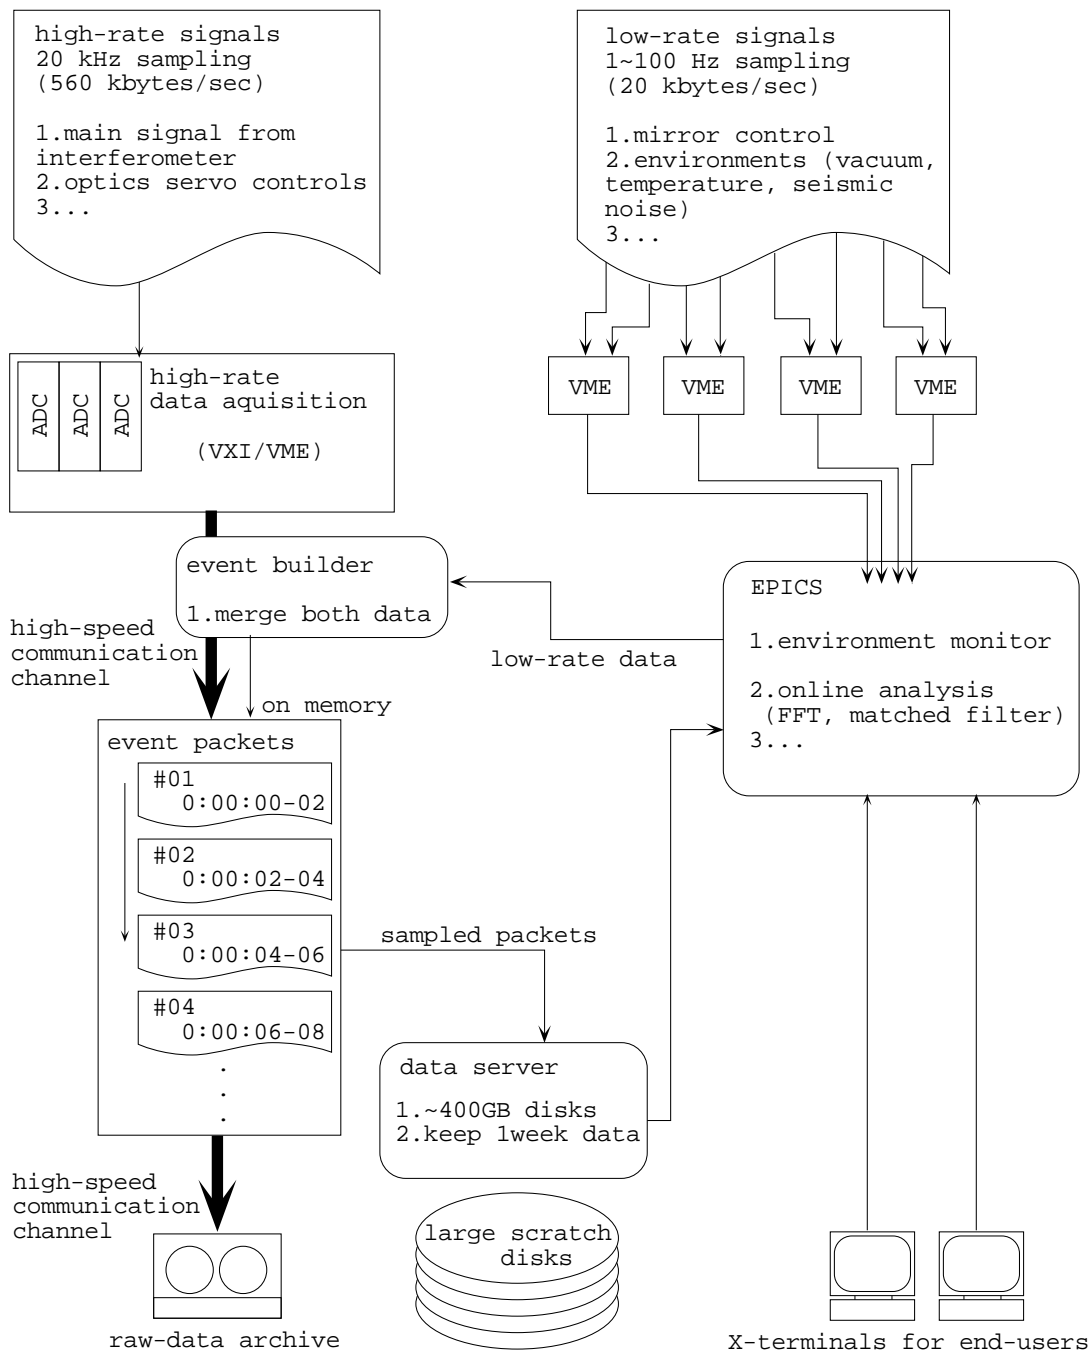 high-rate signals
20 kHz sampling
(560 kbytes/sec)
1.main signal from
interferometer
2.optics servo controls
3...
low-rate signals
1~100 Hz sampling
(20 kbytes/sec)
1.mirror control
2.environments (vacuum,
temperature, seismic
noise)
3...
ADC
ADC
ADC
high-rate
data aquisition
(VXI/VME)
VME
VME
VME
VME
event builder
1.merge both data
high-speed
communication
channel
on memory
low-rate data
EPICS
1.environment monitor
2.online analysis
(FFT, matched filter)
3...
event packets
#01
0:00:00-02
#02
0:00:02-04
#03
0:00:04-06
#04
0:00:06-08
.
.
.
sampled packets
data server
1.~400GB disks
2.keep 1week data
high-speed
communication
channel
large scratch
disks
raw-data archive
X-terminals for end-users